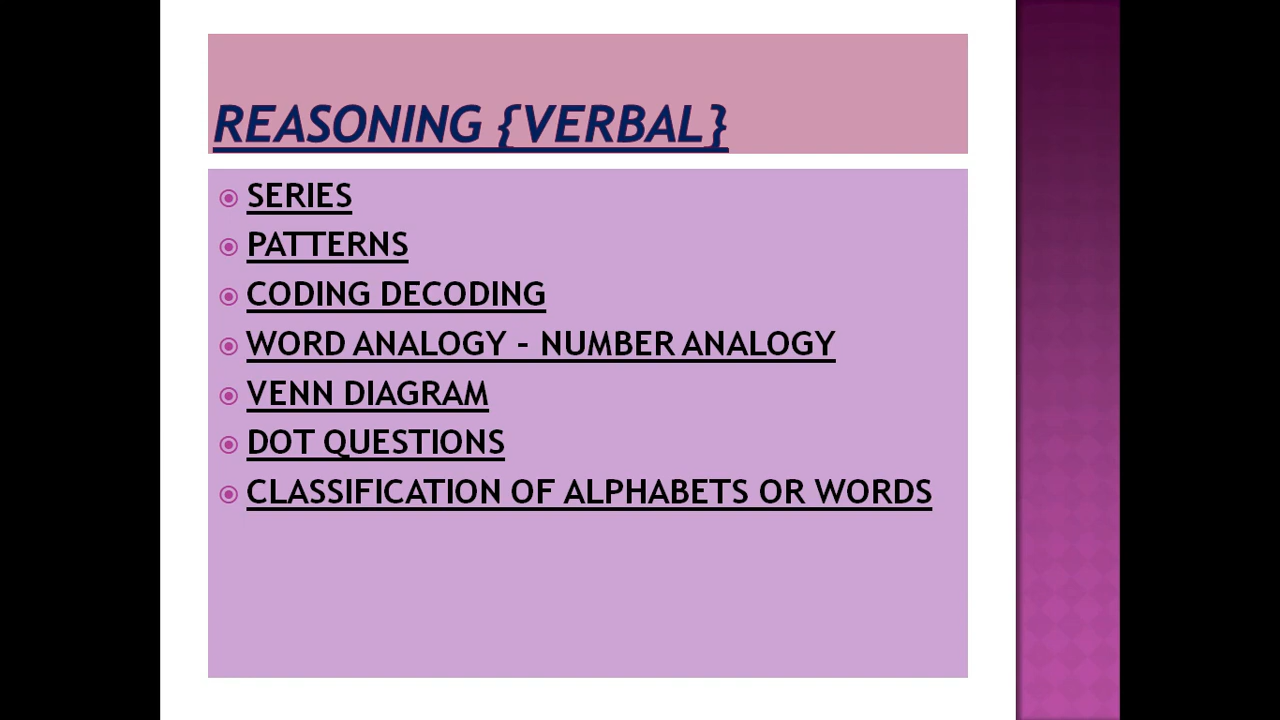 REASONING {VERBAL}
SERIES
PATTERNS
CODING DECODING
WORD ANALOGY - NUMBER ANALOGY
VENN DIAGRAM
DOT QUESTIONS
CLASSIFICATION OF ALPHABETS OR WORDS